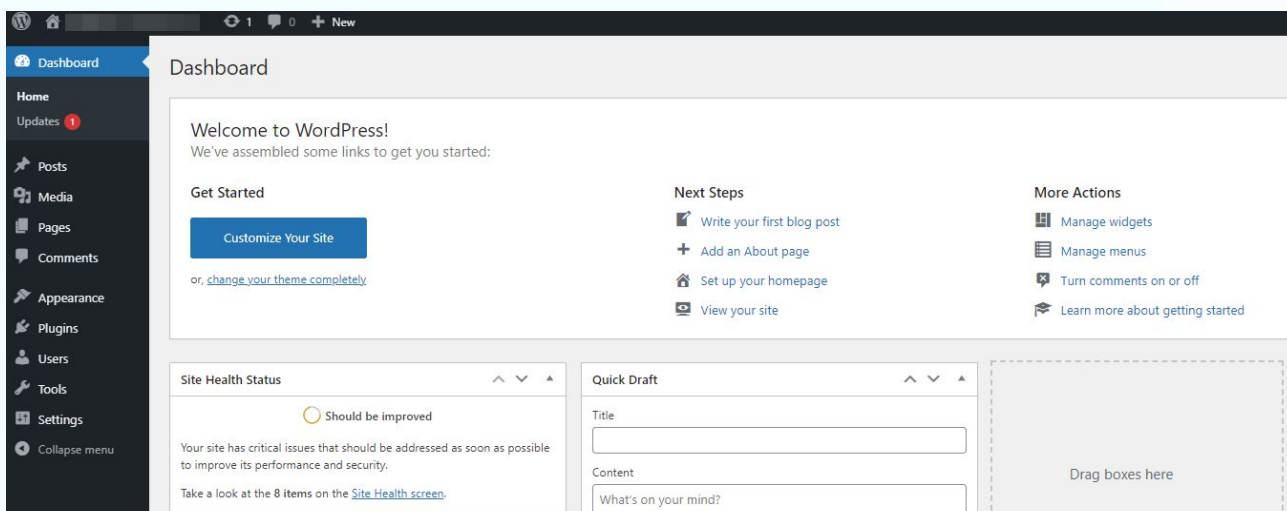 1 0 New
Dashboard
Home
Updates 1
Posts
Media
Pages
Comments
Appearance
Plugins
Users
Tools
Settings
Collapse menu
Dashboard
Welcome to WordPress!
We've assembled some links to get you started:
Get Started
Customize Your Site
or, change your theme completely
Next Steps
Write your first blog post
Add an About page
Set up your homepage
View your site
More Actions
Manage widgets
Manage menus
Turn comments on or off
Learn more about getting started
Site Health Status
Should be improved
Your site has critical issues that should be addressed as soon as possible
to improve its performance and security.
Take a look at the 8 items on the Site Health screen.
Quick Draft
Title
Content
What's on your mind?
Drag boxes here